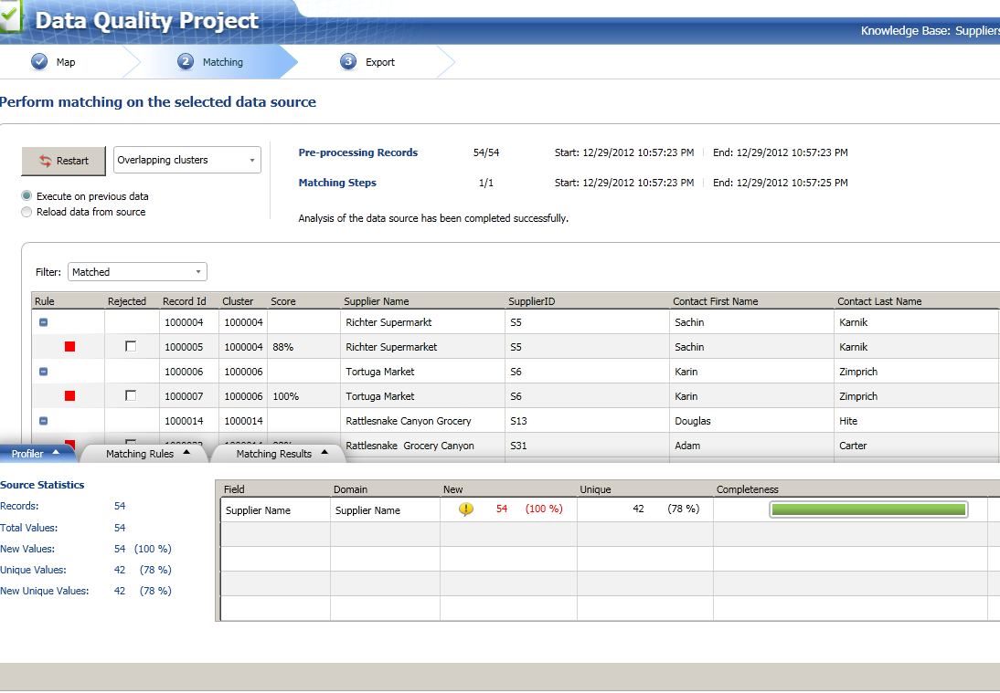 Data Quality Project
Knowledge Base: Suppliers
Map
2 Matching
3 Export
Perform matching on the selected data source
Restart
Overlapping clusters
Execute on previous data
Reload data from source
Pre-processing Records 54/54 Start: 12/29/2012 10:57:23 PM End: 12/29/2012 10:57:23 PM
Matching Steps 1/1 Start: 12/29/2012 10:57:23 PM End: 12/29/2012 10:57:25 PM
Analysis of the data source has been completed successfully.
Filter: Matched
Rule Rejected Record Id Cluster Score Supplier Name SupplierID Contact First Name Contact Last Name
1000004 1000004 Richter Supermarkt S5 Sachin Karnik
1000005 1000004 88% Richter Supermarket S5 Sachin Karnik
1000006 1000006 Tortuga Market S6 Karin Zimprich
1000007 1000006 100% Tortuga Market S6 Karin Zimprich
1000014 1000014 Rattlesnake Canyon Grocery S13 Douglas Hite
Rattlesnake Grocery Canyon S31 Adam Carter
Profiler Matching Rules Matching Results
Source Statistics
Records: 54
Total Values: 54
New Values: 54 (100 %)
Unique Values: 42 (78 %)
New Unique Values: 42 (78 %)
Field Domain New Unique Completeness
Supplier Name Supplier Name 54 (100 %) 42 (78 %)